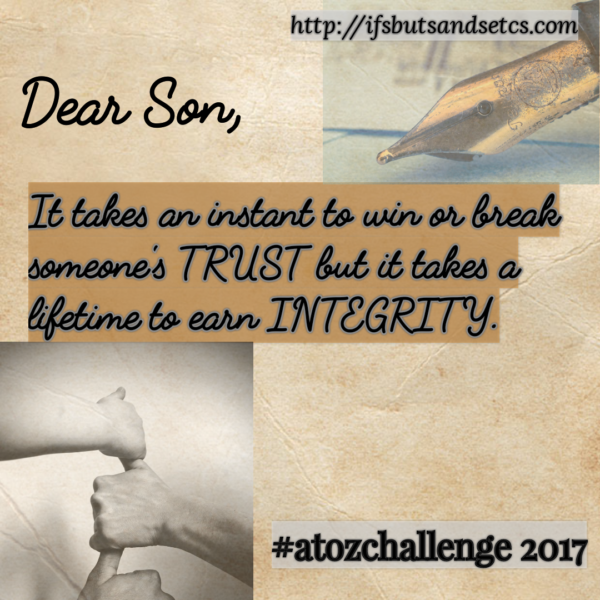 http://ifsbutsandsetcs.com
Dear Son,
It takes an instant to win or break
someone's TRUST but it takes a
lifetime to earn INTEGRITY.
#atozchallenge 2017